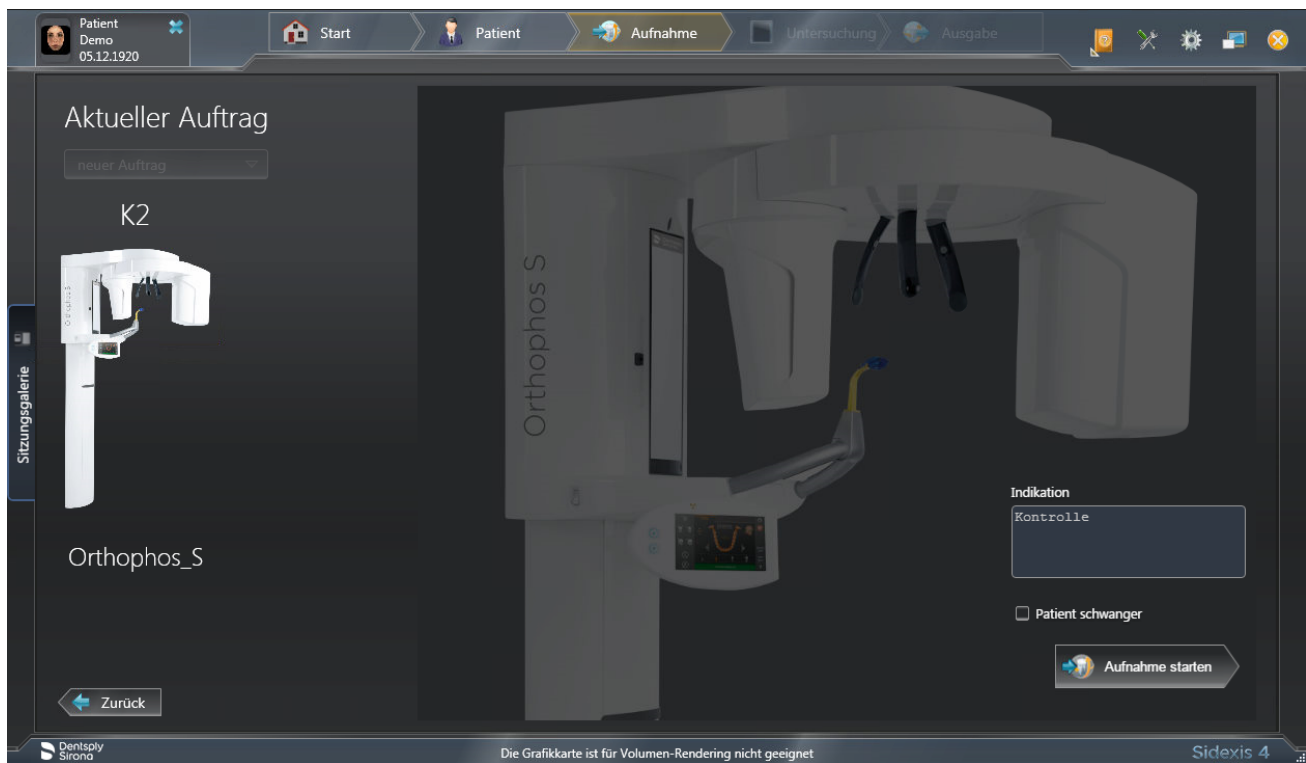 Patient
Demo
05.12.1920
Start
Patient
Aufnahme
Untersuchung
Ausgabe
Aktueller Auftrag
neuer Auftrag
K2
Orthophos S
Orthophos S
Sitzungsgalerie
Orthophos_S
Indikation
Kontrolle
Patient schwanger
Aufnahme starten
Zurück
Dentsply
Sirona
Die Grafikkarte ist für Volumen-Rendering nicht geeignet
Sidexis 4